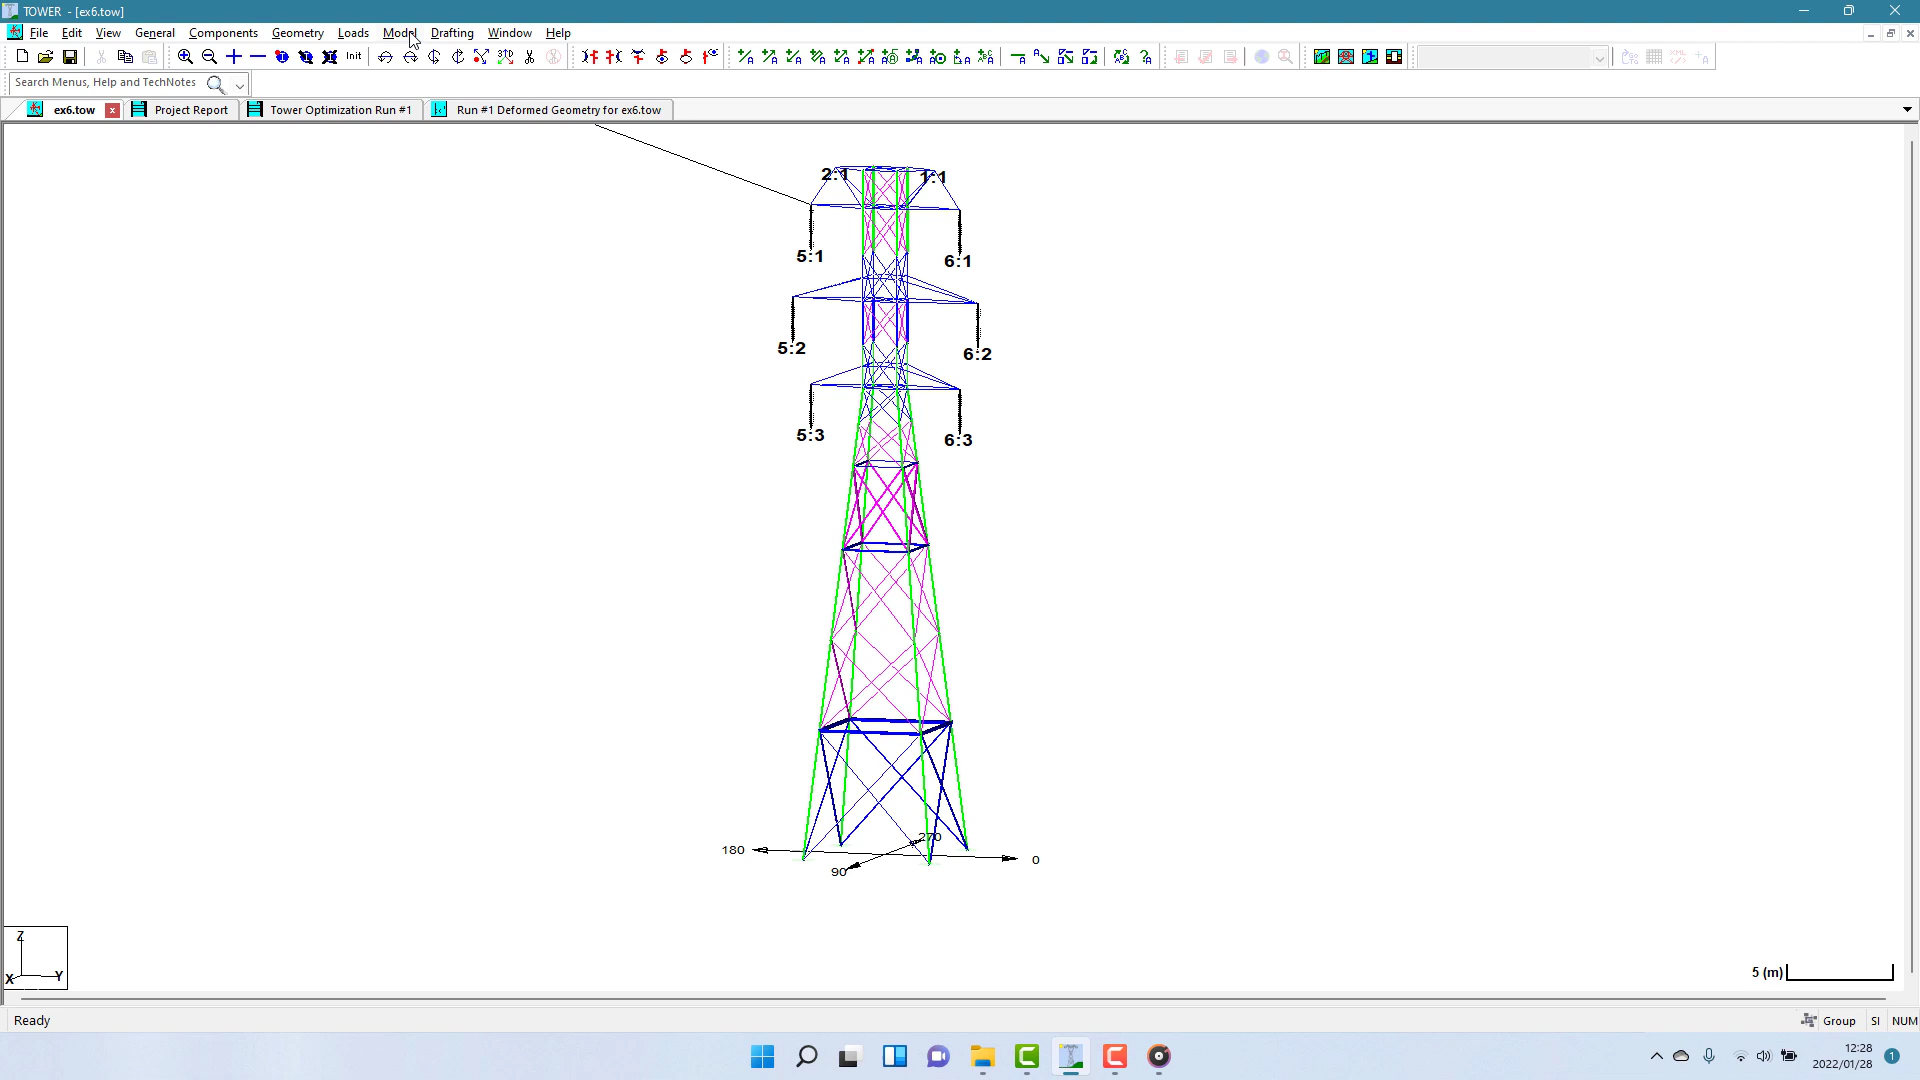 TOWER - [ex6.tow]
File Edit View General Components Geometry Loads Model Drafting Window Help
Init
Search Menus, Help and TechNotes
ex6.tow Project Report Tower Optimization Run #1 Run #1 Deformed Geometry for ex6.tow
2:1 1:1
5:1 6:1
5:2 6:2
5:3 6:3
270
180 0
90
Z
X Y
5 (m)
Ready Group SI NUM
12:28
2022/01/28 1